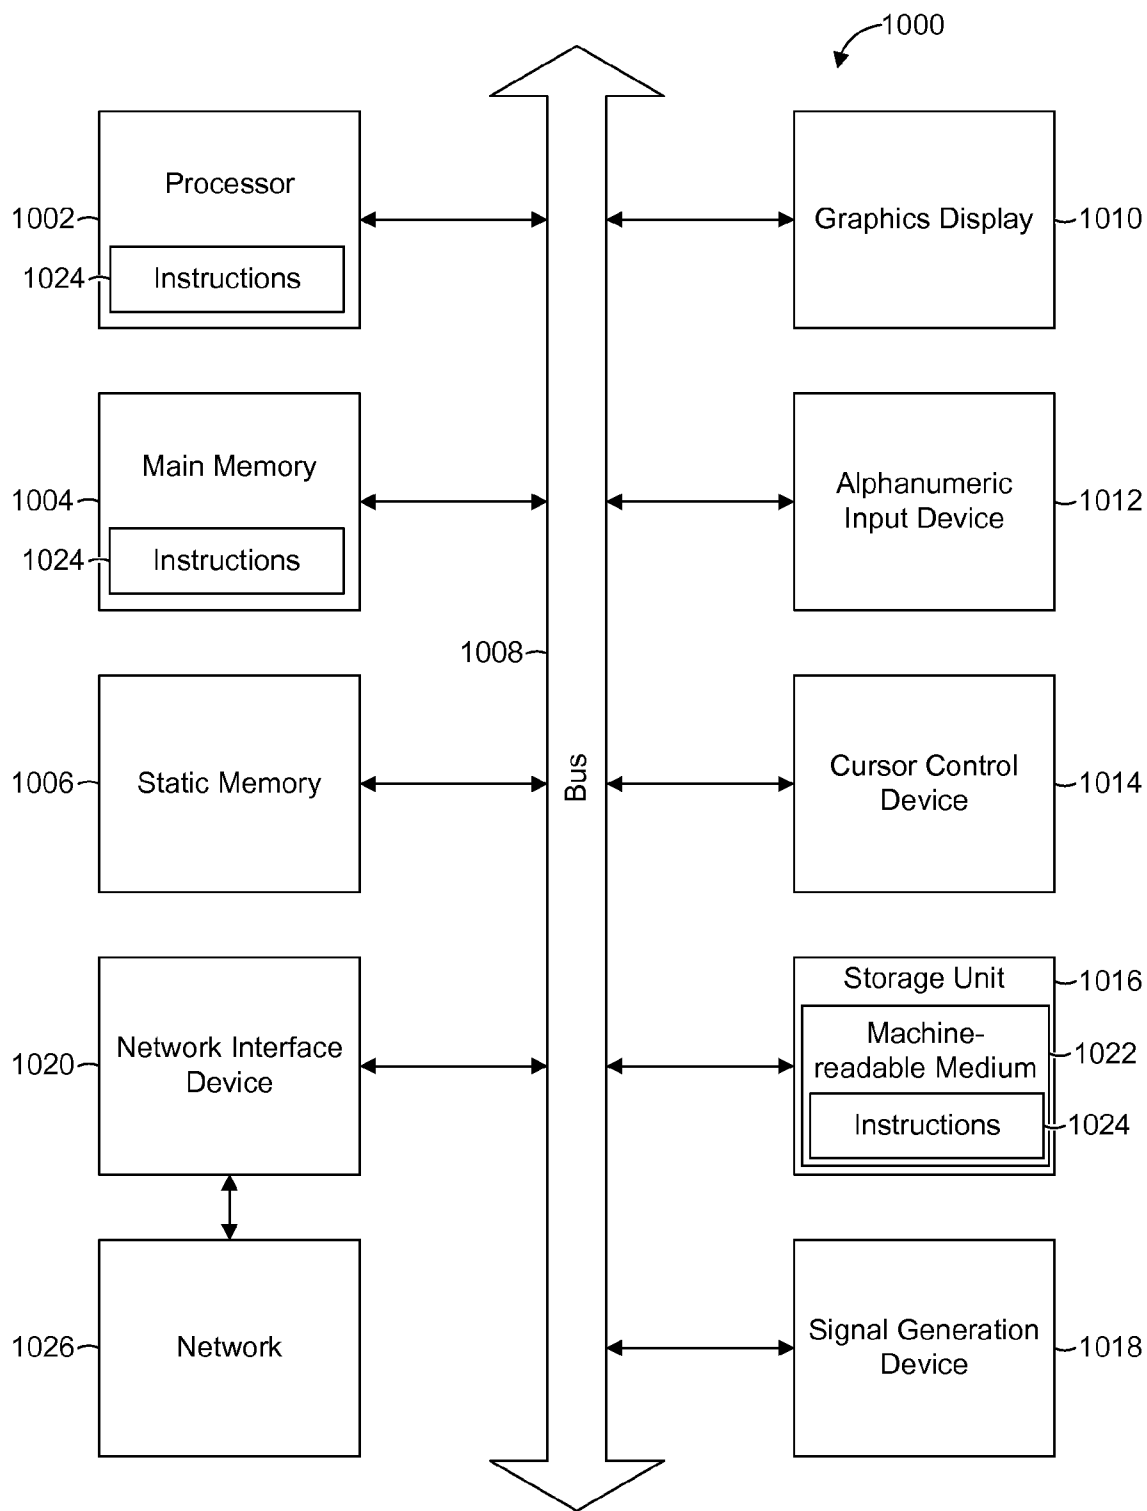 1000
Processor
1002
1024
Instructions
Graphics Display
1010
Main Memory
1004
1024
Instructions
Alphanumeric
Input Device
1012
1008
Bus
Static Memory
1006
Cursor Control
Device
1014
Network Interface
Device
1020
Storage Unit
1016
Machine-
readable Medium
1022
Instructions
1024
Network
1026
Signal Generation
Device
1018